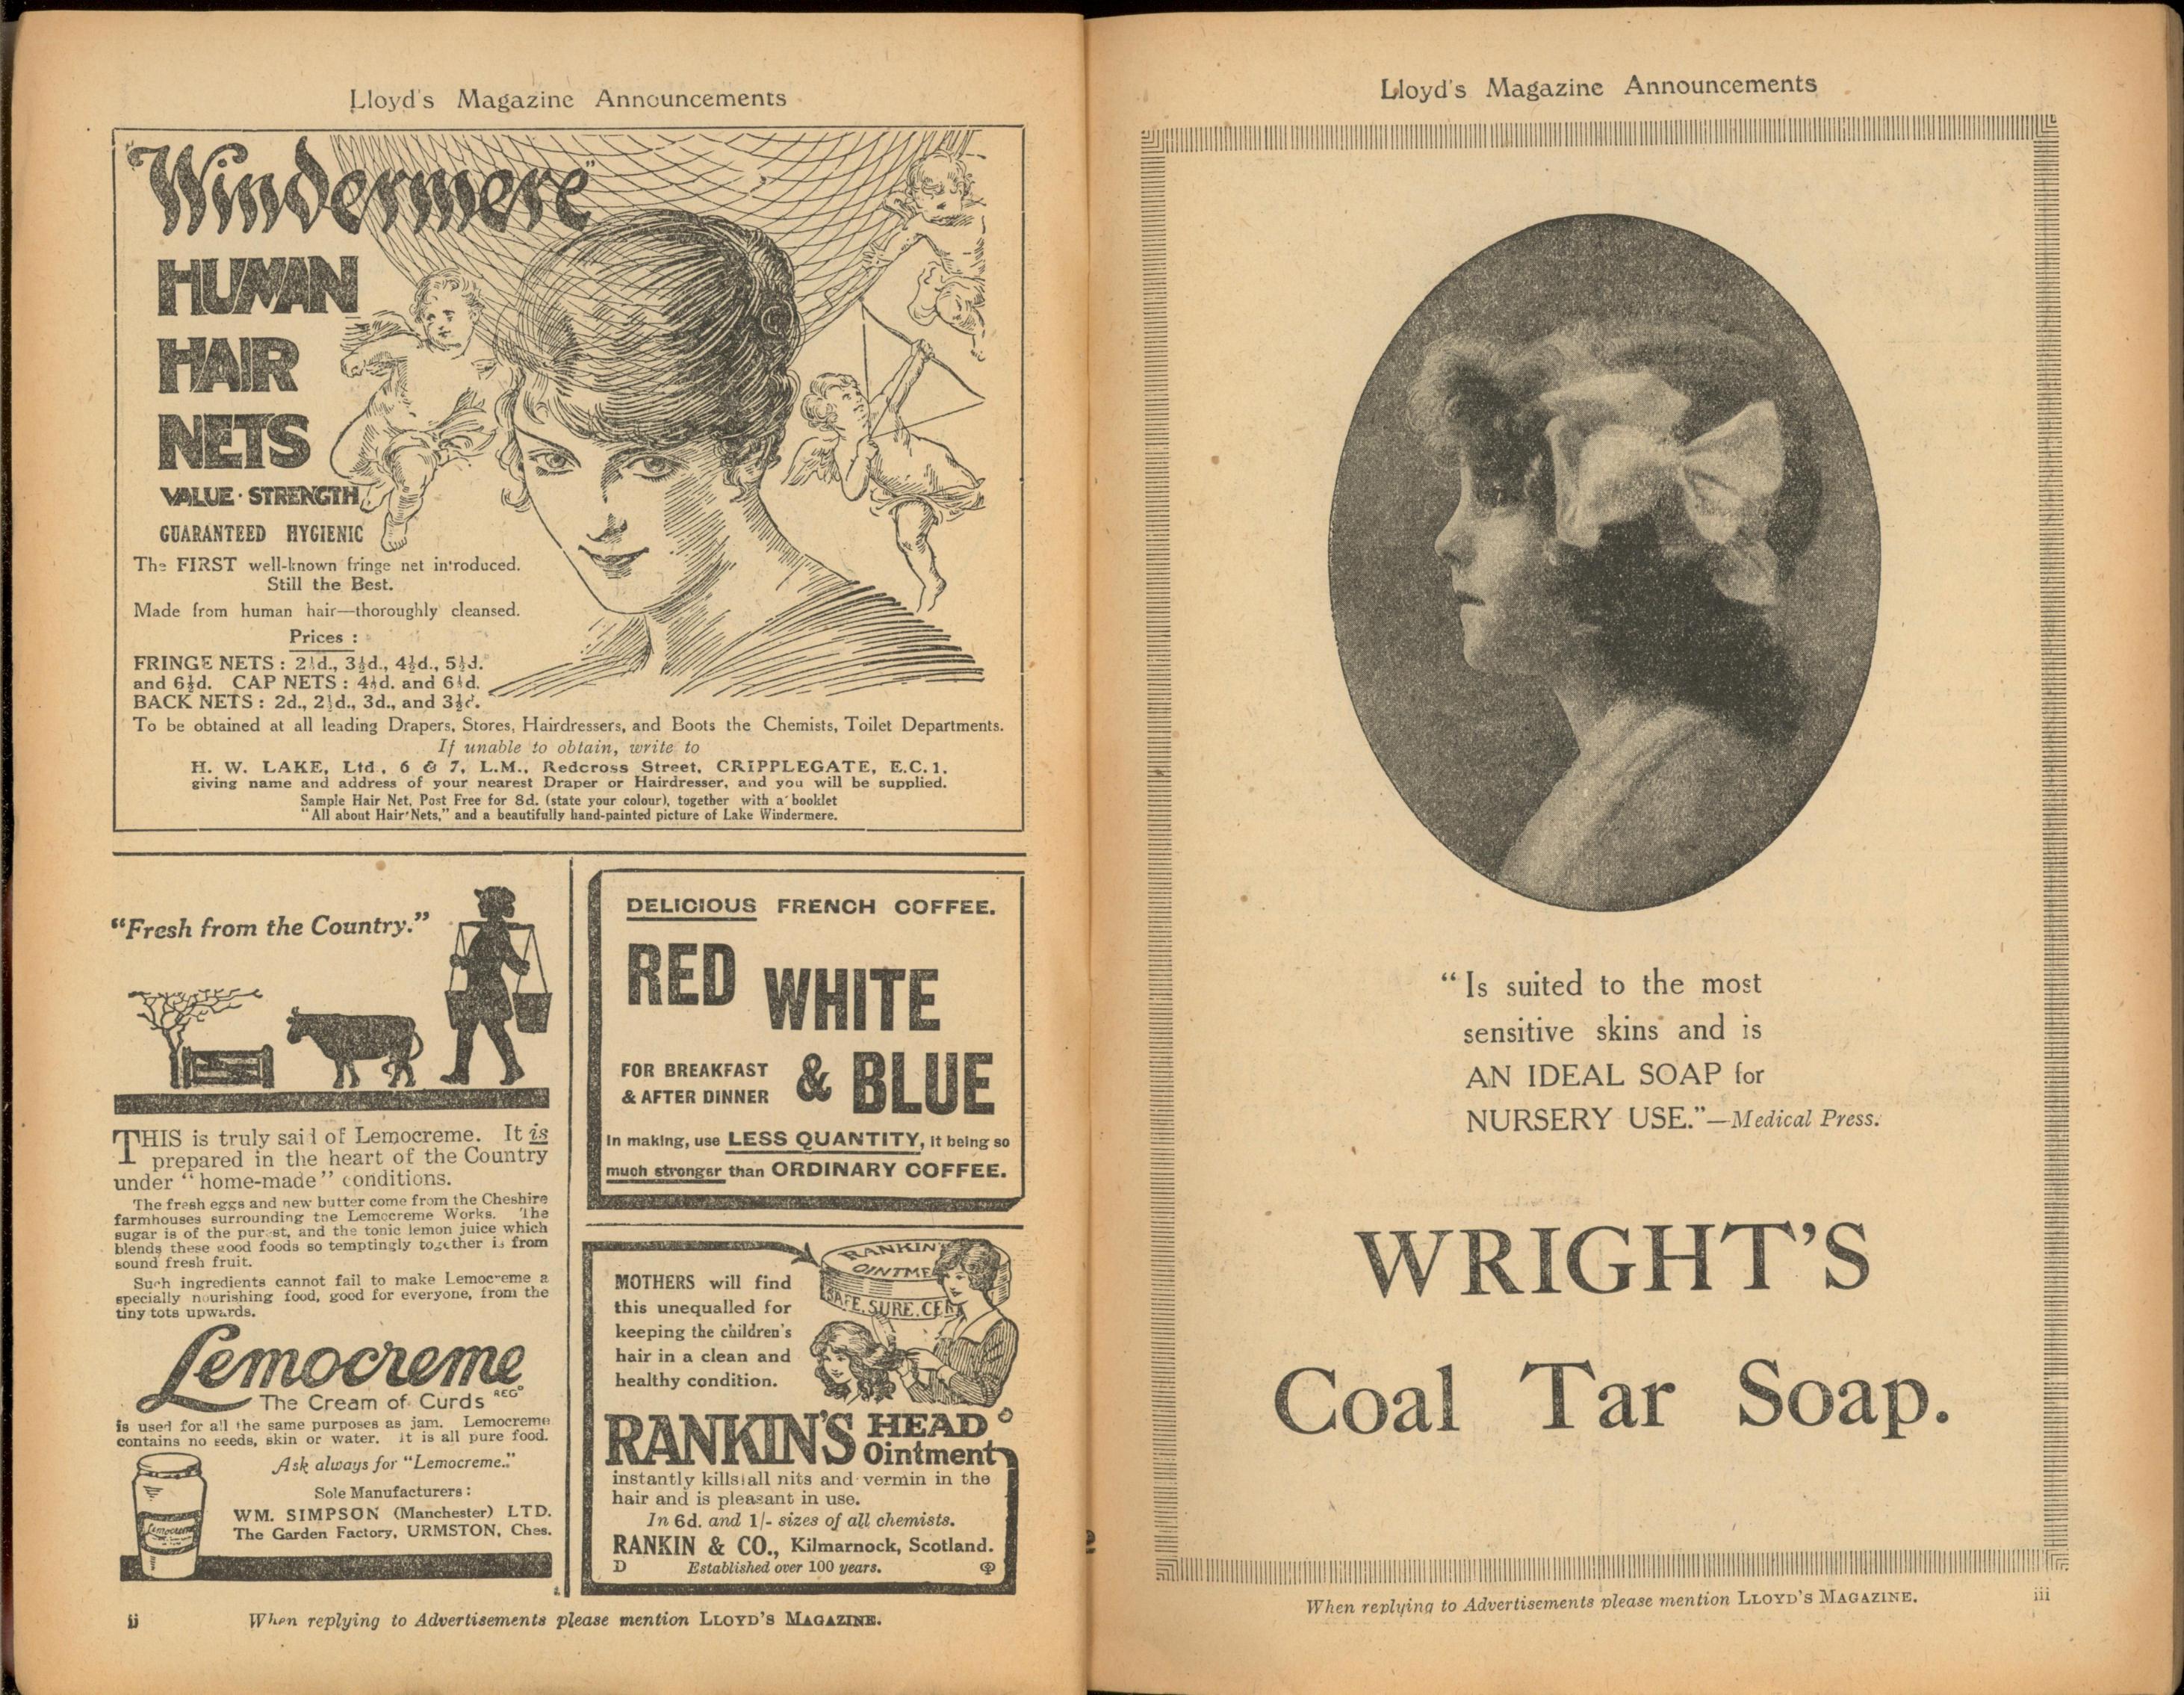 Lloyd's Magazine Announcements
"Windermere"
HUMAN
HAIR
NETS
VALUE · STRENGTH
GUARANTEED HYGIENIC
The FIRST well-known fringe net introduced.
Still the Best.
Made from human hair—thoroughly cleansed.
Prices :
FRINGE NETS : 2½d., 3½d., 4½d., 5½d.
and 6½d. CAP NETS : 4½d. and 6½d.
BACK NETS : 2d., 2½d., 3d., and 3½d.
To be obtained at all leading Drapers, Stores, Hairdressers, and Boots the Chemists, Toilet Departments.
If unable to obtain, write to
H. W. LAKE, Ltd., 6 & 7, L.M., Redcross Street, CRIPPLEGATE, E.C. 1.
giving name and address of your nearest Draper or Hairdresser, and you will be supplied.
Sample Hair Net, Post Free for 8d. (state your colour), together with a booklet
"All about Hair Nets," and a beautifully hand-painted picture of Lake Windermere.
"Fresh from the Country."
THIS is truly said of Lemocreme. It is
prepared in the heart of the Country
under "home-made" conditions.
The fresh eggs and new butter come from the Cheshire
farmhouses surrounding the Lemocreme Works. The
sugar is of the purest, and the tonic lemon juice which
blends these good foods so temptingly together is from
sound fresh fruit.
Such ingredients cannot fail to make Lemocreme a
specially nourishing food, good for everyone, from the
tiny tots upwards.
Lemocreme
The Cream of Curds REGD
is used for all the same purposes as jam. Lemocreme
contains no seeds, skin or water. It is all pure food.
Ask always for "Lemocreme."
Sole Manufacturers :
WM. SIMPSON (Manchester) LTD.
The Garden Factory, URMSTON, Ches.
Lemocreme
DELICIOUS FRENCH COFFEE.
RED WHITE
& BLUE
FOR BREAKFAST
& AFTER DINNER
In making, use LESS QUANTITY, it being so
much stronger than ORDINARY COFFEE.
RANKIN'S
OINTME
SAFE. SURE. CER
MOTHERS will find
this unequalled for
keeping the children's
hair in a clean and
healthy condition.
RANKIN'S HEAD
Ointment
instantly kills all nits and vermin in the
hair and is pleasant in use.
In 6d. and 1/- sizes of all chemists.
RANKIN & CO., Kilmarnock, Scotland.
D Established over 100 years.
ii When replying to Advertisements please mention LLOYD'S MAGAZINE.
Lloyd's Magazine Announcements
"Is suited to the most
sensitive skins and is
AN IDEAL SOAP for
NURSERY USE."—Medical Press.
WRIGHT'S
Coal Tar Soap.
When replying to Advertisements please mention LLOYD'S MAGAZINE. iii